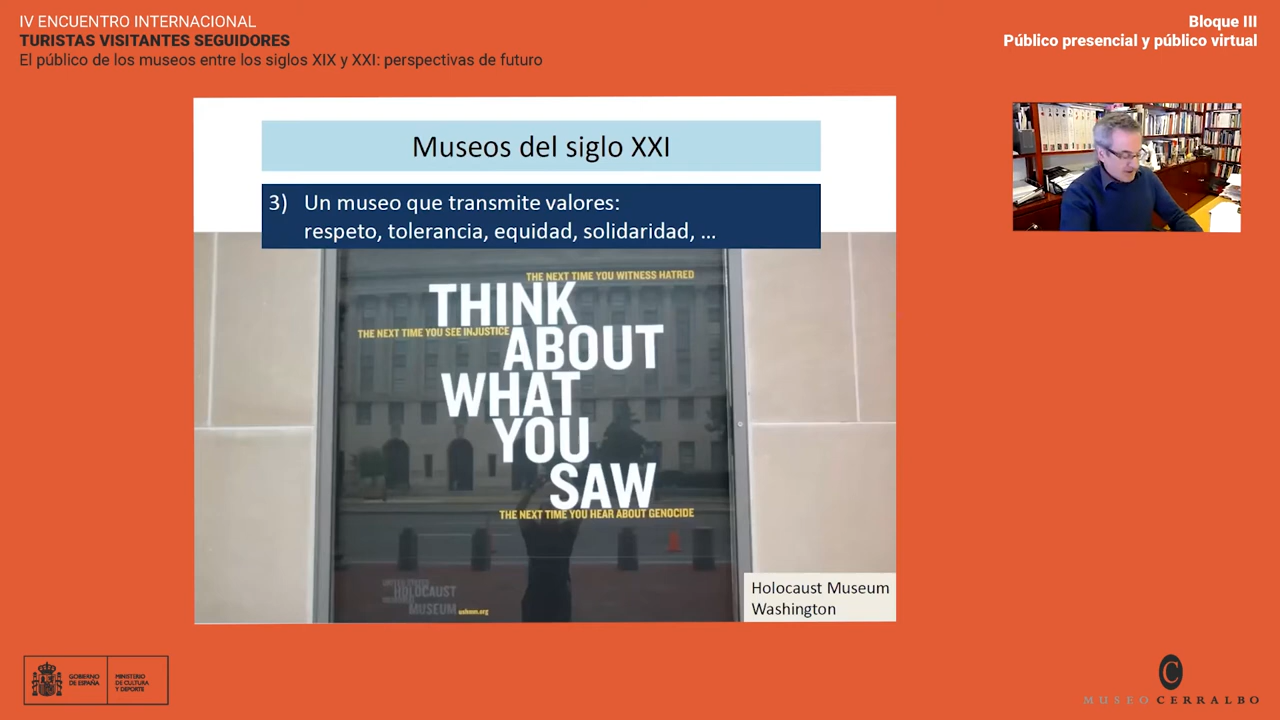 IV ENCUENTRO INTERNACIONAL
TURISTAS VISITANTES SEGUIDORES
El público de los museos entre los siglos XIX y XXI: perspectivas de futuro
Bloque III
Público presencial y público virtual
Museos del siglo XXI
3) Un museo que transmite valores:
respeto, tolerancia, equidad, solidaridad, ...
THE NEXT TIME YOU WITNESS HATRED
THINK
THE NEXT TIME YOU SEE INJUSTICE
ABOUT
WHAT
YOU
SAW
THE NEXT TIME YOU HEAR ABOUT GENOCIDE
UNITED STATES
HOLOCAUST
MUSEUM ushmm.org
Holocaust Museum
Washington
GOBIERNO
DE ESPAÑA
MINISTERIO
DE CULTURA
Y DEPORTE
C
MUSEO CERRALBO